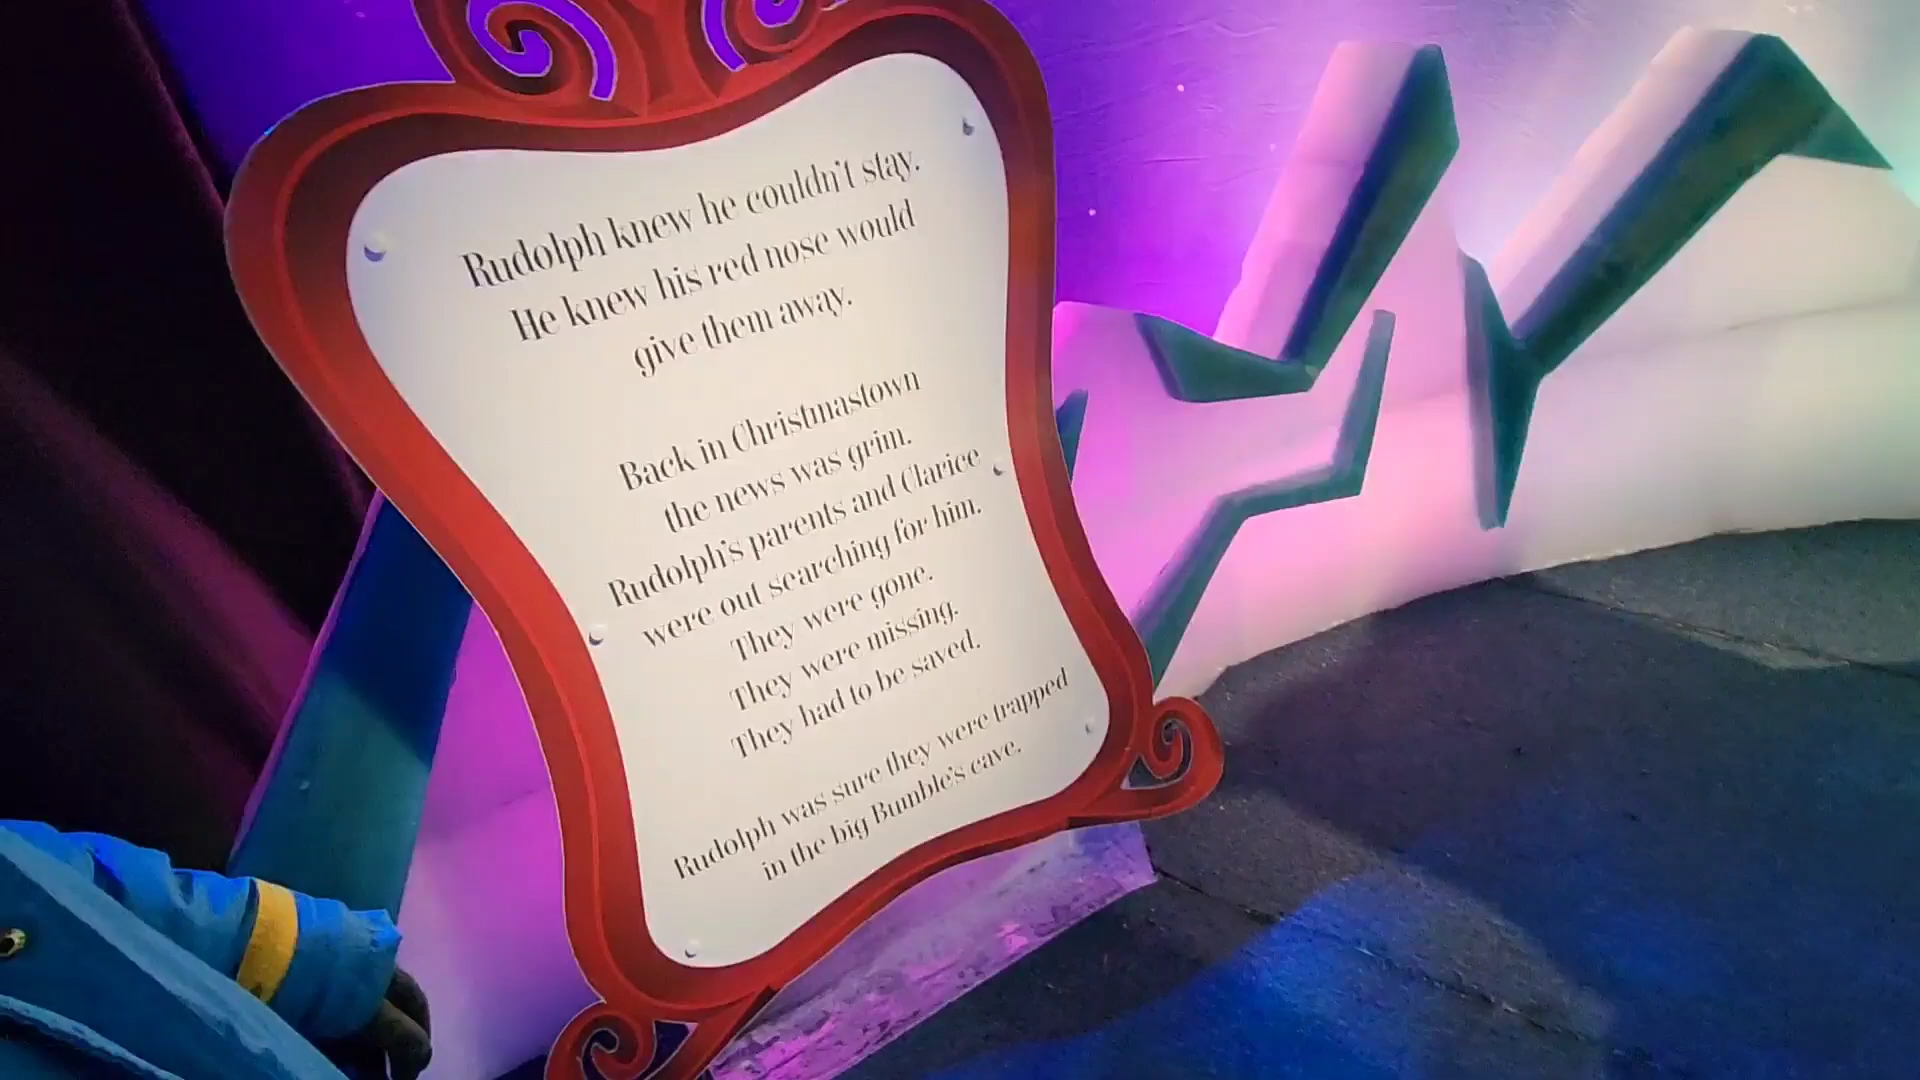 Rudolph knew he couldn't stay.
He knew his red nose would
give them away.
Back in Christmastown
the news was grim.
Rudolph's parents and Clarice
were out searching for him.
They were gone.
They were missing.
They had to be saved.
Rudolph was sure they were trapped
in the big Bumble's cave.